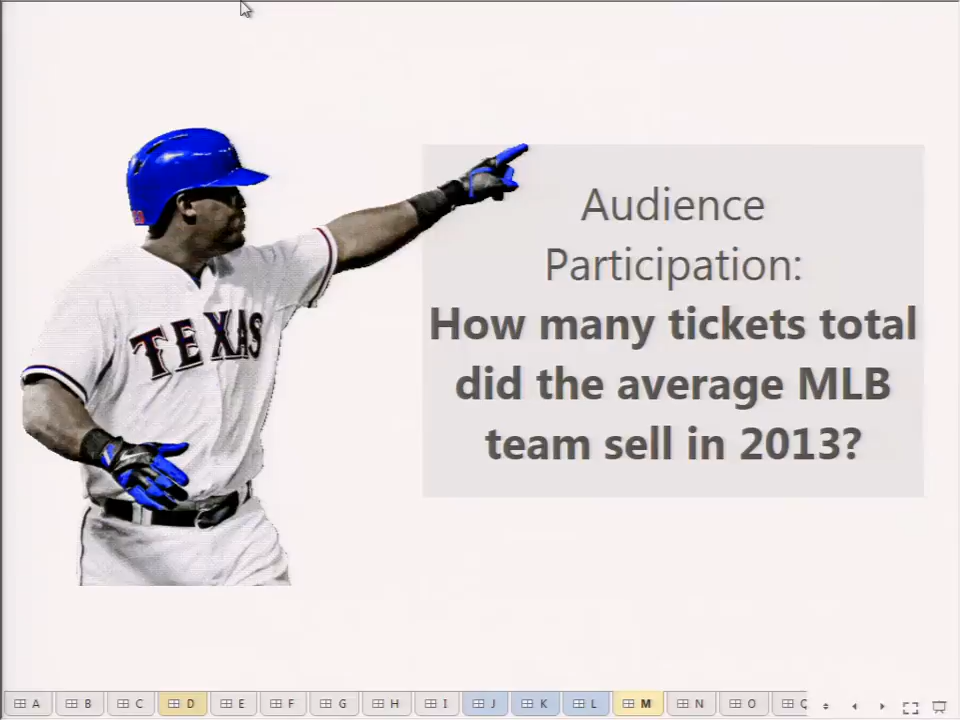 Audience
Participation:
How many tickets total
did the average MLB
team sell in 2013?
TEXAS
A B C D E F G H I J K L M N O